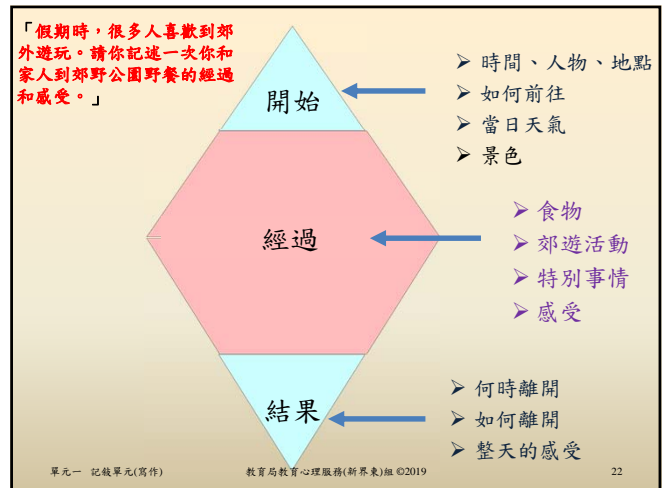 「假期時，很多人喜歡到郊
外遊玩。請你記述一次你和
家人到郊野公園野餐的經過
和感受。」
開始
➢ 時間、人物、地點
➢ 如何前往
➢ 當日天氣
➢ 景色
經過
➢ 食物
➢ 郊遊活動
➢ 特別事情
➢ 感受
結果
➢ 何時離開
➢ 如何離開
➢ 整天的感受
單元一 記敍單元(寫作) 教育局教育心理服務(新界東)組 ©2019 22